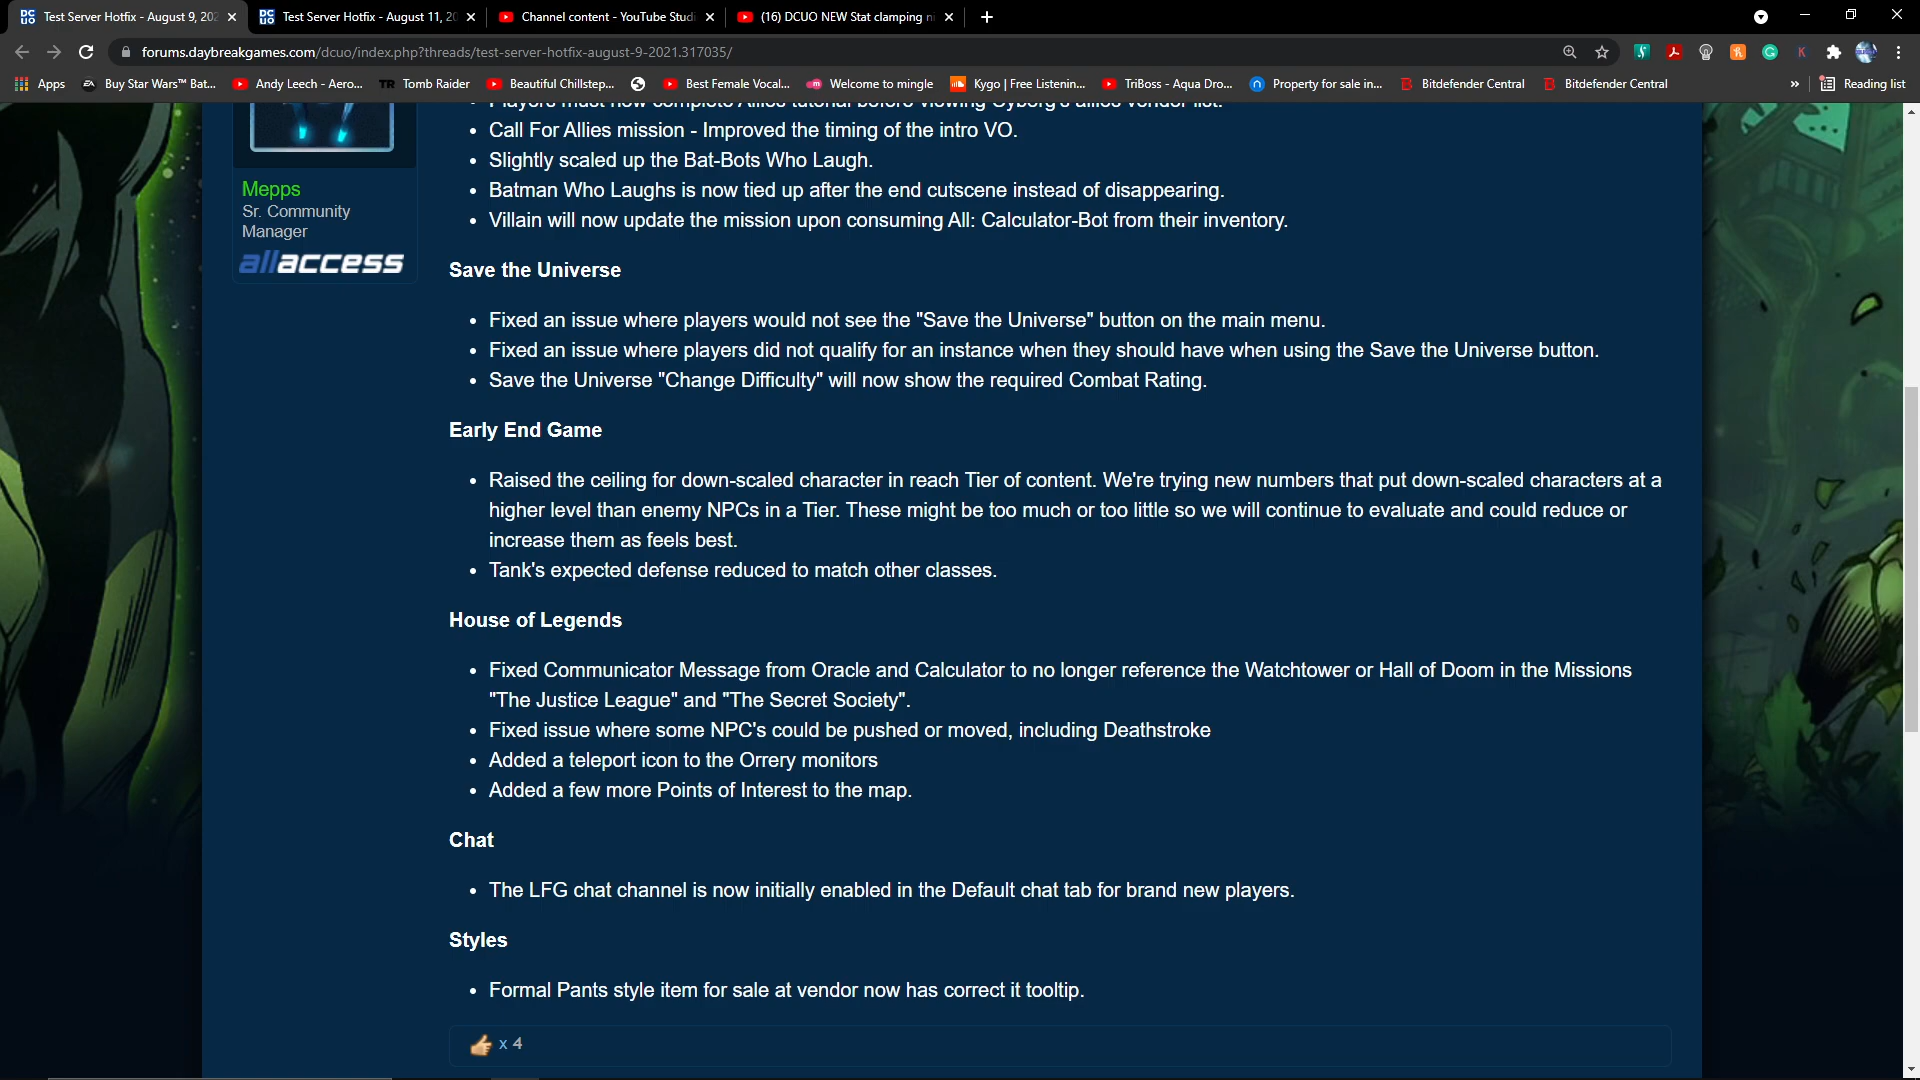 Test Server Hotfix - August 9, 202
Test Server Hotfix - August 11, 20
Channel content - YouTube Studi
(16) DCUO NEW Stat clamping ni
forums.daybreakgames.com/dcuo/index.php?threads/test-server-hotfix-august-9-2021.317035/
Apps
Buy Star Wars™ Bat...
Andy Leech - Aero...
TR Tomb Raider
Beautiful Chillstep...
Best Female Vocal...
Welcome to mingle
Kygo | Free Listenin...
TriBoss - Aqua Dro...
Property for sale in...
Bitdefender Central
Bitdefender Central
»
Reading list
Mepps
Sr. Community
Manager
allaccess
• Players must now complete Allies tutorial before viewing Cyborg's allies vendor list.
• Call For Allies mission - Improved the timing of the intro VO.
• Slightly scaled up the Bat-Bots Who Laugh.
• Batman Who Laughs is now tied up after the end cutscene instead of disappearing.
• Villain will now update the mission upon consuming All: Calculator-Bot from their inventory.
Save the Universe
• Fixed an issue where players would not see the "Save the Universe" button on the main menu.
• Fixed an issue where players did not qualify for an instance when they should have when using the Save the Universe button.
• Save the Universe "Change Difficulty" will now show the required Combat Rating.
Early End Game
• Raised the ceiling for down-scaled character in reach Tier of content. We're trying new numbers that put down-scaled characters at a
higher level than enemy NPCs in a Tier. These might be too much or too little so we will continue to evaluate and could reduce or
increase them as feels best.
• Tank's expected defense reduced to match other classes.
House of Legends
• Fixed Communicator Message from Oracle and Calculator to no longer reference the Watchtower or Hall of Doom in the Missions
"The Justice League" and "The Secret Society".
• Fixed issue where some NPC's could be pushed or moved, including Deathstroke
• Added a teleport icon to the Orrery monitors
• Added a few more Points of Interest to the map.
Chat
• The LFG chat channel is now initially enabled in the Default chat tab for brand new players.
Styles
• Formal Pants style item for sale at vendor now has correct it tooltip.
x 4